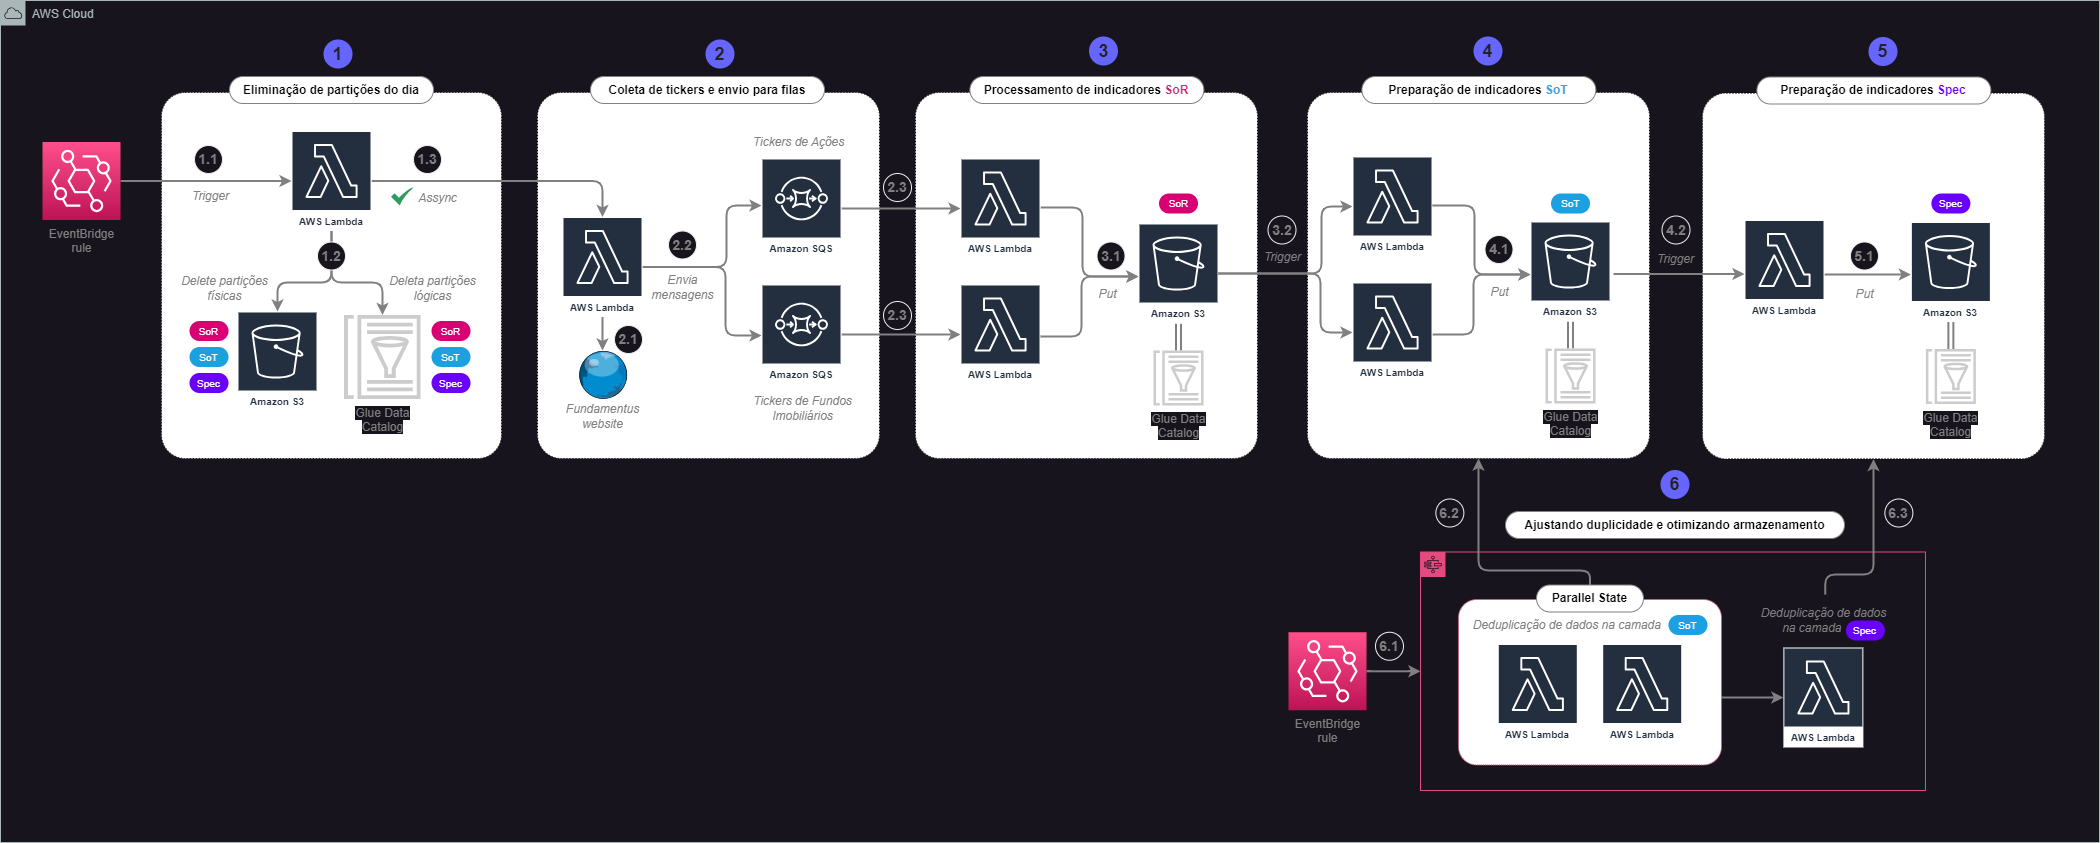 AWS Cloud
1
Eliminação de partições do dia
EventBridge
rule
1.1
Trigger
AWS Lambda
1.3
Assync
1.2
Delete partições
físicas
Deleta partições
lógicas
SoR
SoT
Spec
Amazon S3
SoR
SoT
Spec
Glue Data
Catalog
2
Coleta de tickers e envio para filas
AWS Lambda
2.1
Fundamentus
website
2.2
Envia
mensagens
Tickers de Ações
Amazon SQS
Amazon SQS
Tickers de Fundos
Imobiliários
2.3
2.3
3
Processamento de indicadores SoR
AWS Lambda
AWS Lambda
3.1
Put
SoR
Amazon S3
Glue Data
Catalog
3.2
Trigger
4
Preparação de indicadores SoT
AWS Lambda
AWS Lambda
4.1
Put
SoT
Amazon S3
Glue Data
Catalog
4.2
Trigger
5
Preparação de indicadores Spec
AWS Lambda
5.1
Put
Spec
Amazon S3
Glue Data
Catalog
6
Ajustando duplicidade e otimizando armazenamento
6.2
6.3
EventBridge
rule
6.1
Parallel State
Deduplicação de dados na camada SoT
AWS Lambda
AWS Lambda
Deduplicação de dados
na camada Spec
AWS Lambda